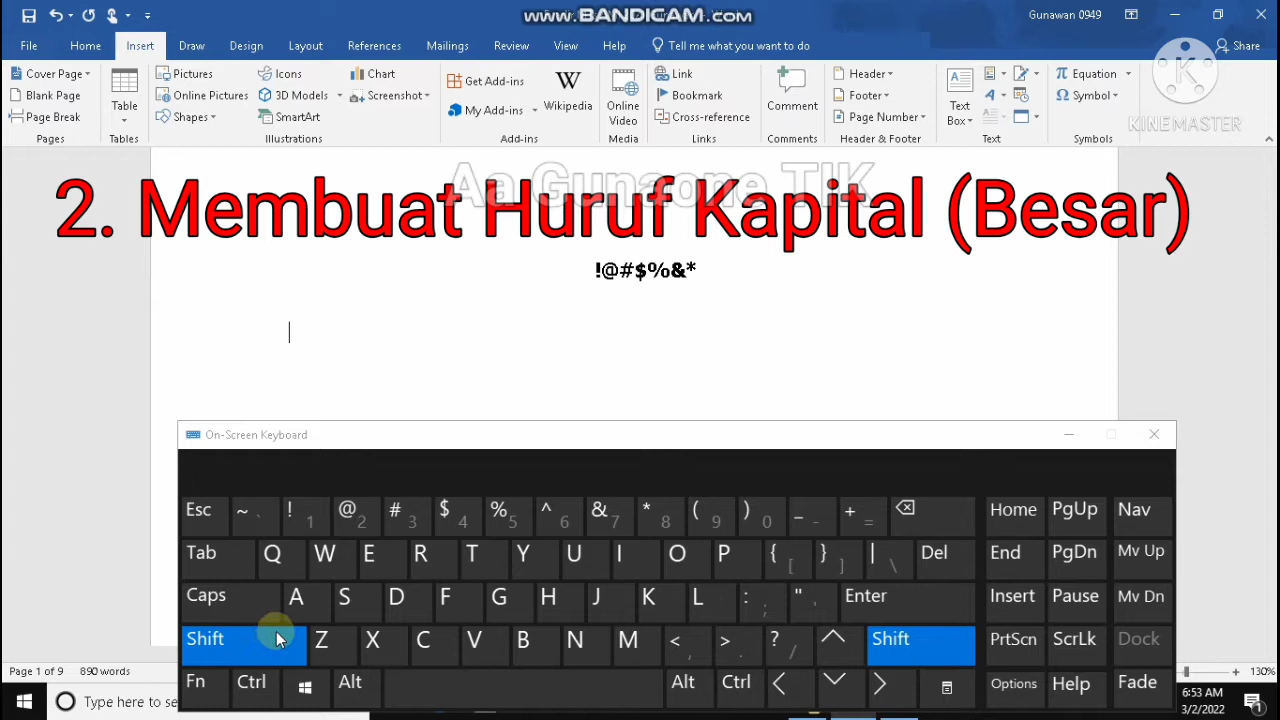 www.BANDICAM.com
Gunawan 0949
File Home Insert Draw Design Layout References Mailings Review View Help Tell me what you want to do Share
Cover Page
Blank Page
Page Break
Pages
Table
Tables
Pictures
Online Pictures
Shapes
Icons
3D Models
SmartArt
Chart
Screenshot
Illustrations
Get Add-ins
My Add-ins
Wikipedia
Add-ins
Online Video
Media
Link
Bookmark
Cross-reference
Links
Comment
Comments
Header
Footer
Page Number
Header & Footer
Text Box
Text
Equation
Symbol
Symbols
K
KINEMASTER
Aa Gunaone TIK
2. Membuat Huruf Kapital (Besar)
!@#$%&*
On-Screen Keyboard
Esc ~ ` ! 1 @ 2 # 3 $ 4 % 5 ^ 6 & 7 * 8 ( 9 ) 0 _ - + = Home PgUp Nav
Tab Q W E R T Y U I O P { [ } ] | \ Del End PgDn Mv Up
Caps A S D F G H J K L : ; " ' Enter Insert Pause Mv Dn
Shift Z X C V B N M < , > . ? / Shift PrtScn ScrLk Dock
Fn Ctrl Alt Alt Ctrl Options Help Fade
Page 1 of 9 890 words 130%
Type here to se
6:53 AM
3/2/2022
1